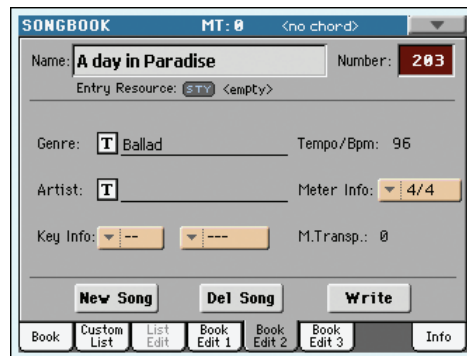 SONGBOOK MT: 0 <no chord>
Name: A day in Paradise Number: 203
Entry Resource: STY <empty>
Genre: T Ballad Tempo/Bpm: 96
Artist: T Meter Info: 4/4
Key Info: -- --- M.Transp.: 0
New Song Del Song Write
Book Custom List List Edit Book Edit 1 Book Edit 2 Book Edit 3 Info